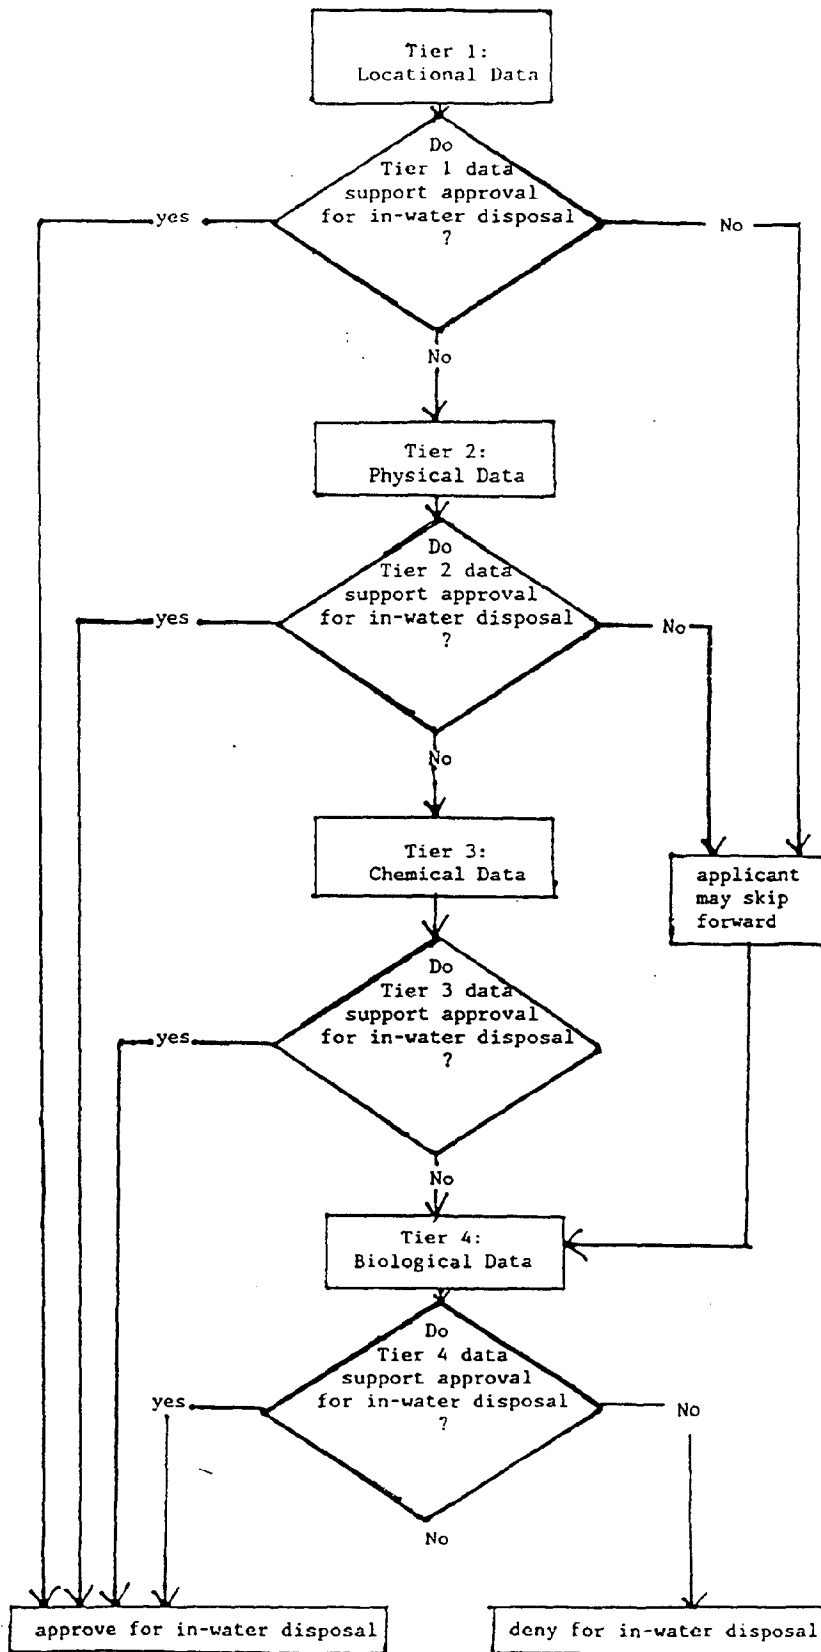 Tier 1:
Locational Data
Do
Tier 1 data
support approval
for in-water disposal
?
yes
No
No
Tier 2:
Physical Data
Do
Tier 2 data
support approval
for in-water disposal
?
yes
No
No
Tier 3:
Chemical Data
applicant
may skip
forward
Do
Tier 3 data
support approval
for in-water disposal
?
yes
No
Tier 4:
Biological Data
Do
Tier 4 data
support approval
for in-water disposal
?
yes
No
No
approve for in-water disposal
deny for in-water disposal